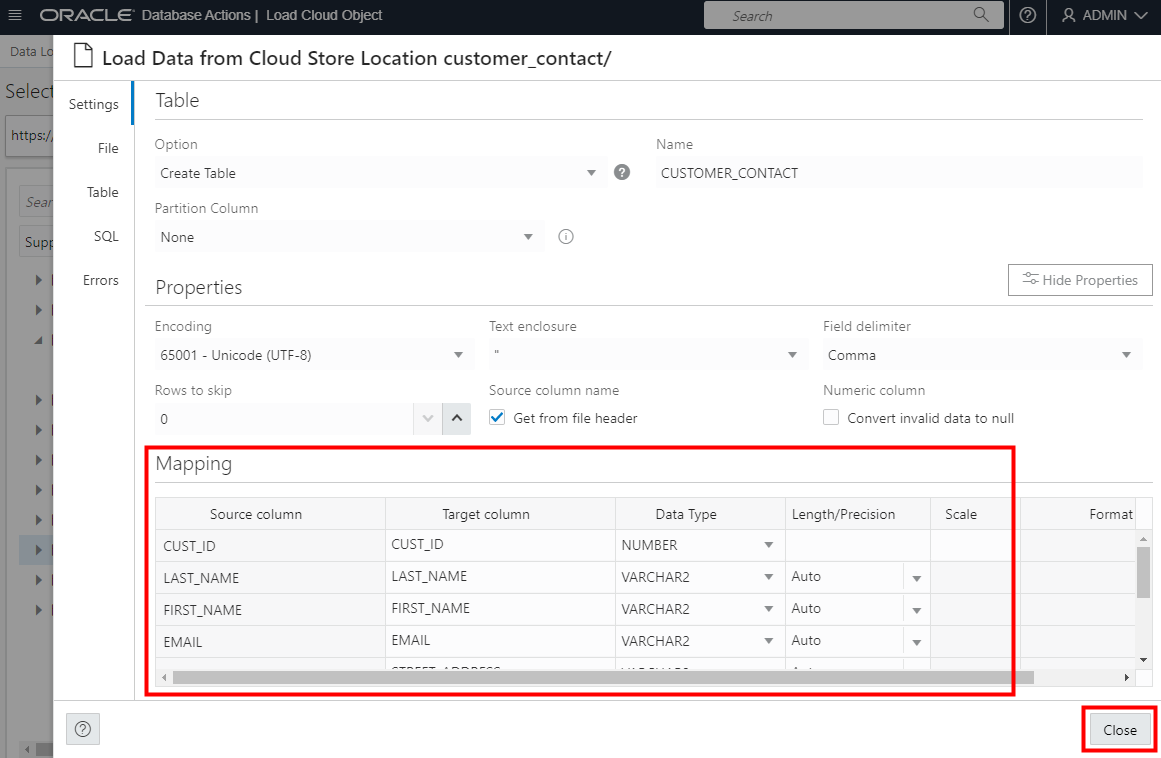 ORACLE Database Actions | Load Cloud Object Search ADMIN
Data Lo
Load Data from Cloud Store Location customer_contact/
Select
https:/
Sear
Supp
Settings
File
Table
SQL
Errors
Table
Option Name
Create Table CUSTOMER_CONTACT
Partition Column
None
Properties Hide Properties
Encoding Text enclosure Field delimiter
65001 - Unicode (UTF-8) " Comma
Rows to skip Source column name Numeric column
0 Get from file header Convert invalid data to null
Mapping
Source column Target column Data Type Length/Precision Scale Format
CUST_ID CUST_ID NUMBER
LAST_NAME LAST_NAME VARCHAR2 Auto
FIRST_NAME FIRST_NAME VARCHAR2 Auto
EMAIL EMAIL VARCHAR2 Auto
STREET_ADDRESS VARCHAR2 Auto
Close